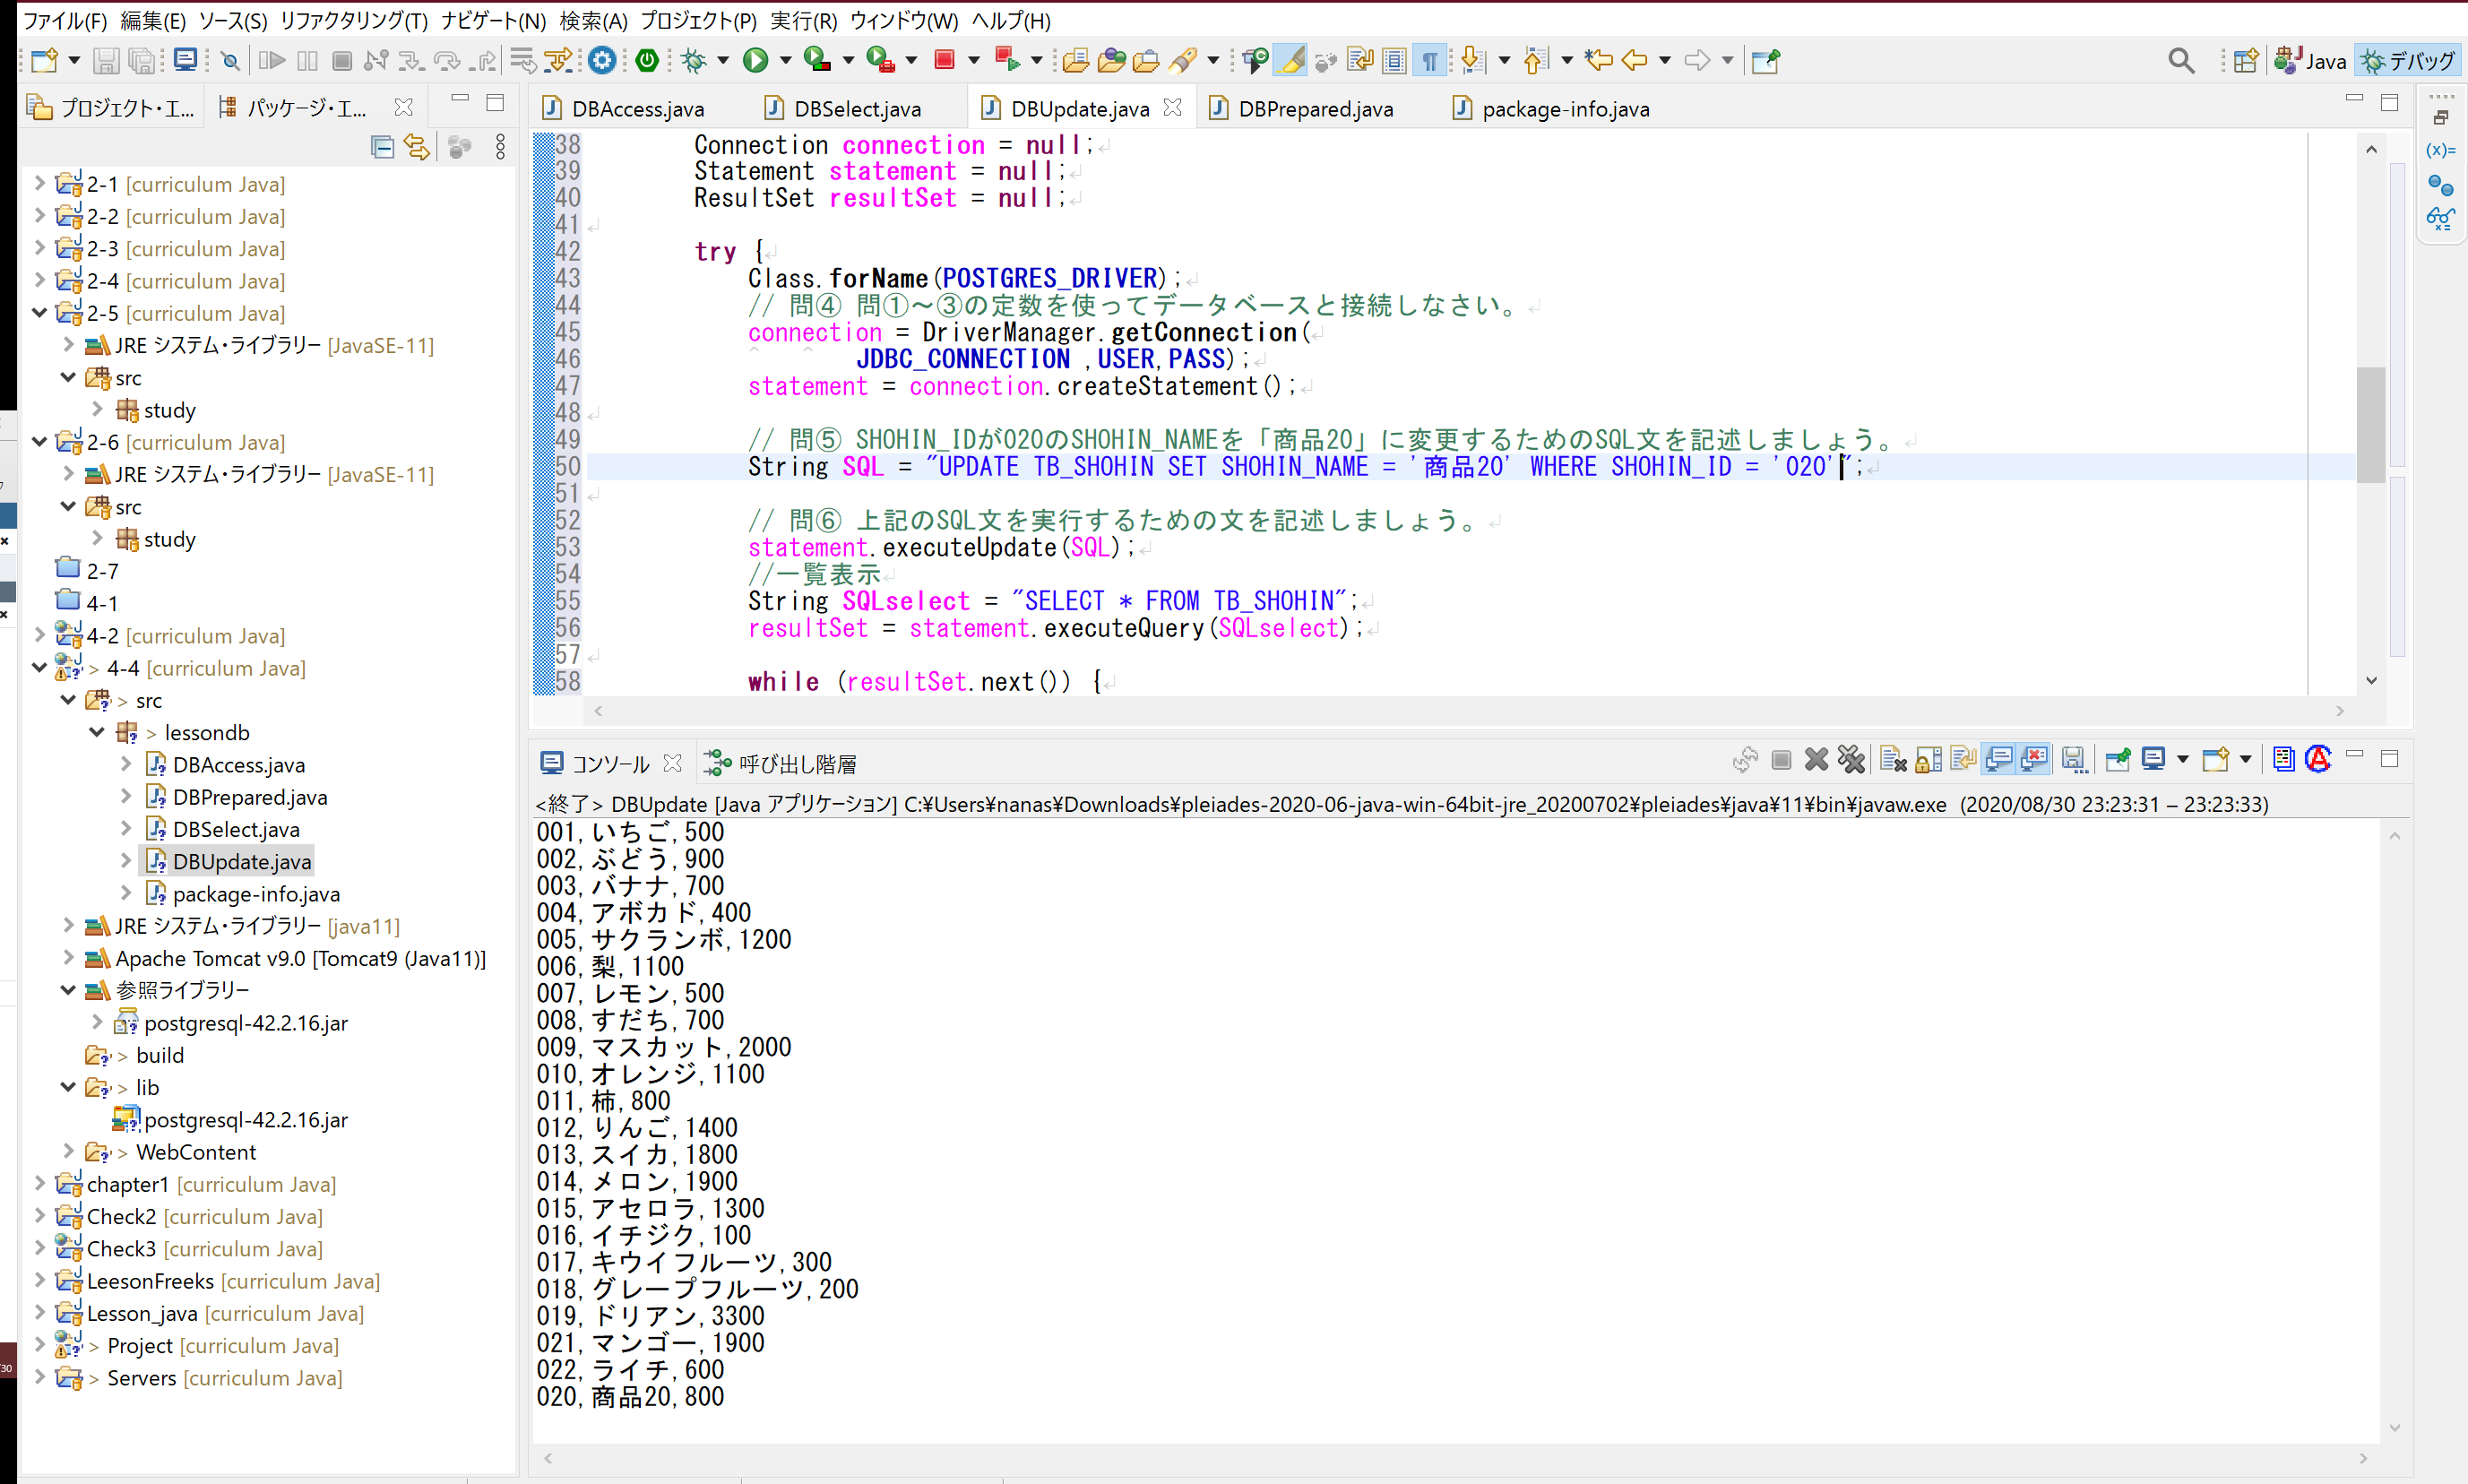 ファイル(F) 編集(E) ソース(S) リファクタリング(T) ナビゲート(N) 検索(A) プロジェクト(P) 実行(R) ウィンドウ(W) ヘルプ(H)
Java デバッグ
プロジェクト・エ... パッケージ・エ...
2-1 [curriculum Java]
2-2 [curriculum Java]
2-3 [curriculum Java]
2-4 [curriculum Java]
2-5 [curriculum Java]
JRE システム・ライブラリー [JavaSE-11]
src
study
2-6 [curriculum Java]
JRE システム・ライブラリー [JavaSE-11]
src
study
2-7
4-1
4-2 [curriculum Java]
> 4-4 [curriculum Java]
> src
> lessondb
DBAccess.java
DBPrepared.java
DBSelect.java
DBUpdate.java
package-info.java
JRE システム・ライブラリー [java11]
Apache Tomcat v9.0 [Tomcat9 (Java11)]
参照ライブラリー
postgresql-42.2.16.jar
> build
> lib
postgresql-42.2.16.jar
> WebContent
chapter1 [curriculum Java]
Check2 [curriculum Java]
Check3 [curriculum Java]
LeesonFreeks [curriculum Java]
Lesson_java [curriculum Java]
> Project [curriculum Java]
> Servers [curriculum Java]
DBAccess.java DBSelect.java DBUpdate.java DBPrepared.java package-info.java
38 Connection connection = null;
39 Statement statement = null;
40 ResultSet resultSet = null;
41
42 try {
43 Class.forName(POSTGRES_DRIVER);
44 // 問④ 問①～③の定数を使ってデータベースと接続しなさい。
45 connection = DriverManager.getConnection(
46 JDBC_CONNECTION ,USER,PASS);
47 statement = connection.createStatement();
48
49 // 問⑤ SHOHIN_IDが020のSHOHIN_NAMEを「商品20」に変更するためのSQL文を記述しましょう。
50 String SQL = "UPDATE TB_SHOHIN SET SHOHIN_NAME = '商品20' WHERE SHOHIN_ID = '020'";
51
52 // 問⑥ 上記のSQL文を実行するための文を記述しましょう。
53 statement.executeUpdate(SQL);
54 //一覧表示
55 String SQLselect = "SELECT * FROM TB_SHOHIN";
56 resultSet = statement.executeQuery(SQLselect);
57
58 while (resultSet.next()) {
コンソール 呼び出し階層
<終了> DBUpdate [Java アプリケーション] C:¥Users¥nanas¥Downloads¥pleiades-2020-06-java-win-64bit-jre_20200702¥pleiades¥java¥11¥bin¥javaw.exe (2020/08/30 23:23:31 – 23:23:33)
001,いちご,500
002,ぶどう,900
003,バナナ,700
004,アボカド,400
005,サクランボ,1200
006,梨,1100
007,レモン,500
008,すだち,700
009,マスカット,2000
010,オレンジ,1100
011,柿,800
012,りんご,1400
013,スイカ,1800
014,メロン,1900
015,アセロラ,1300
016,イチジク,100
017,キウイフルーツ,300
018,グレープフルーツ,200
019,ドリアン,3300
021,マンゴー,1900
022,ライチ,600
020,商品20,800